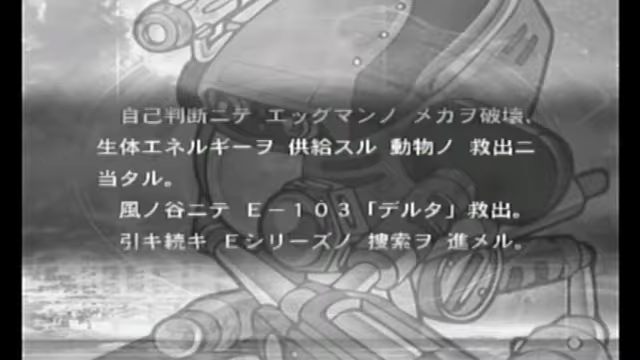 自己判断ニテ エッグマンノ メカヲ破壊、
生体エネルギーヲ 供給スル 動物ノ 救出ニ
当タル。
風ノ谷ニテ E－１０３「デルタ」救出。
引キ続キ Eシリーズノ 捜索ヲ 進メル。